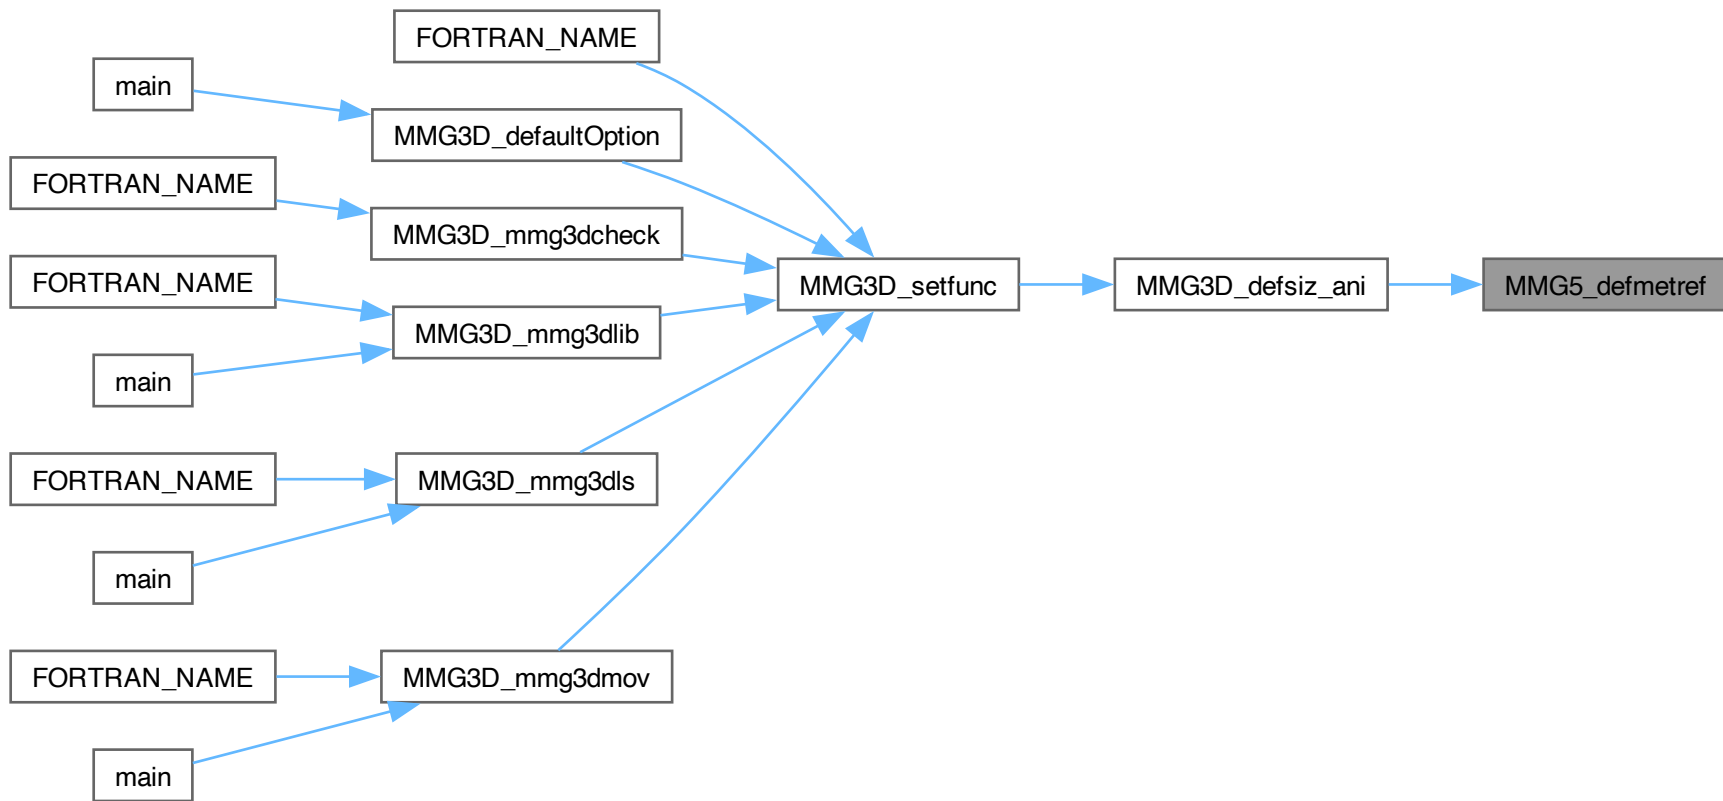 FORTRAN_NAME
main
MMG3D_defaultOption
FORTRAN_NAME
MMG3D_mmg3dcheck
FORTRAN_NAME
MMG3D_setfunc
MMG3D_defsiz_ani
MMG5_defmetref
MMG3D_mmg3dlib
main
FORTRAN_NAME
MMG3D_mmg3dls
main
FORTRAN_NAME
MMG3D_mmg3dmov
main